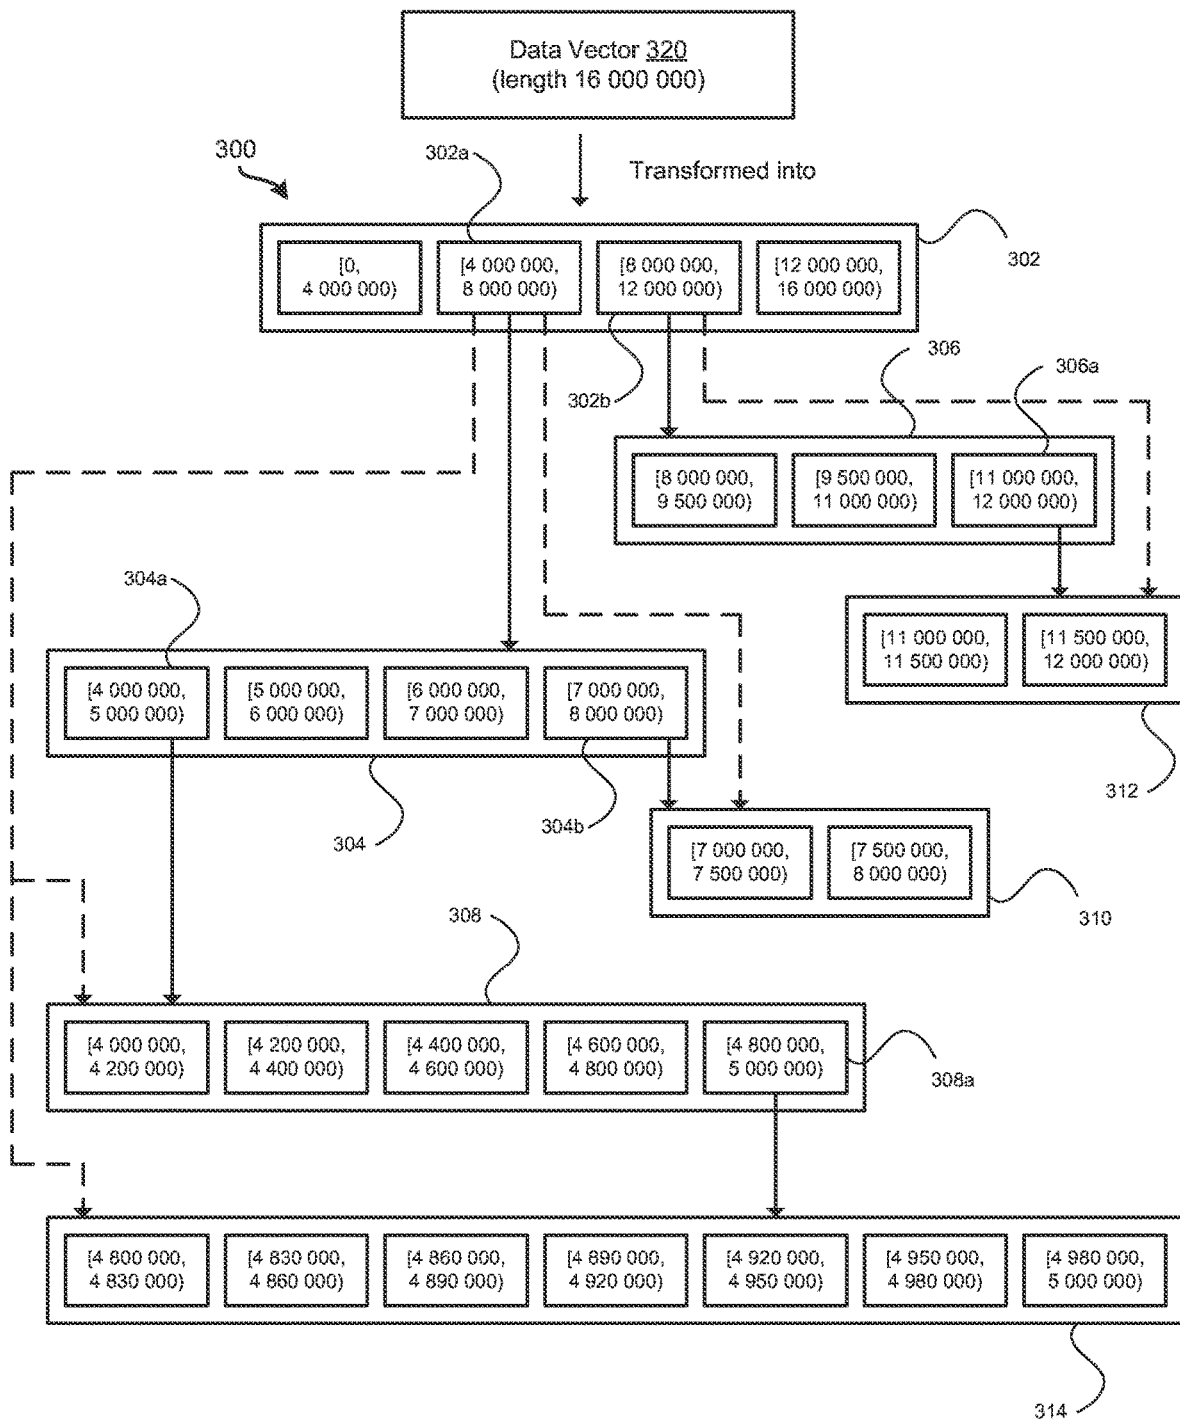 Data Vector 320
(length 16 000 000)
300
302a
Transformed into
302
[0,
4 000 000)
[4 000 000,
8 000 000)
[8 000 000,
12 000 000)
[12 000 000,
16 000 000)
302b
306
306a
[8 000 000,
9 500 000)
[9 500 000,
11 000 000)
[11 000 000,
12 000 000)
304a
[11 000 000,
11 500 000)
[11 500 000,
12 000 000)
312
[4 000 000,
5 000 000)
[5 000 000,
6 000 000)
[6 000 000,
7 000 000)
[7 000 000,
8 000 000)
304
304b
[7 000 000,
7 500 000)
[7 500 000,
8 000 000)
310
308
[4 000 000,
4 200 000)
[4 200 000,
4 400 000)
[4 400 000,
4 600 000)
[4 600 000,
4 800 000)
[4 800 000,
5 000 000)
308a
[4 800 000,
4 830 000)
[4 830 000,
4 860 000)
[4 860 000,
4 890 000)
[4 890 000,
4 920 000)
[4 920 000,
4 950 000)
[4 950 000,
4 980 000)
[4 980 000,
5 000 000)
314